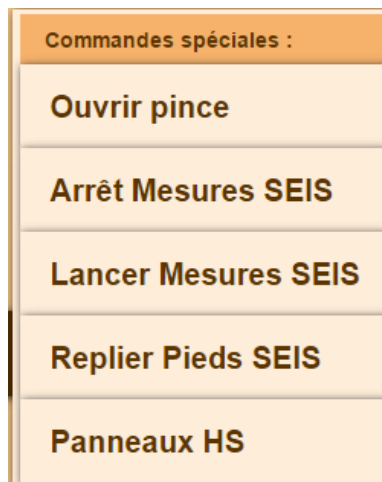 Commandes spéciales :
Ouvrir pince
Arrêt Mesures SEIS
Lancer Mesures SEIS
Replier Pieds SEIS
Panneaux HS